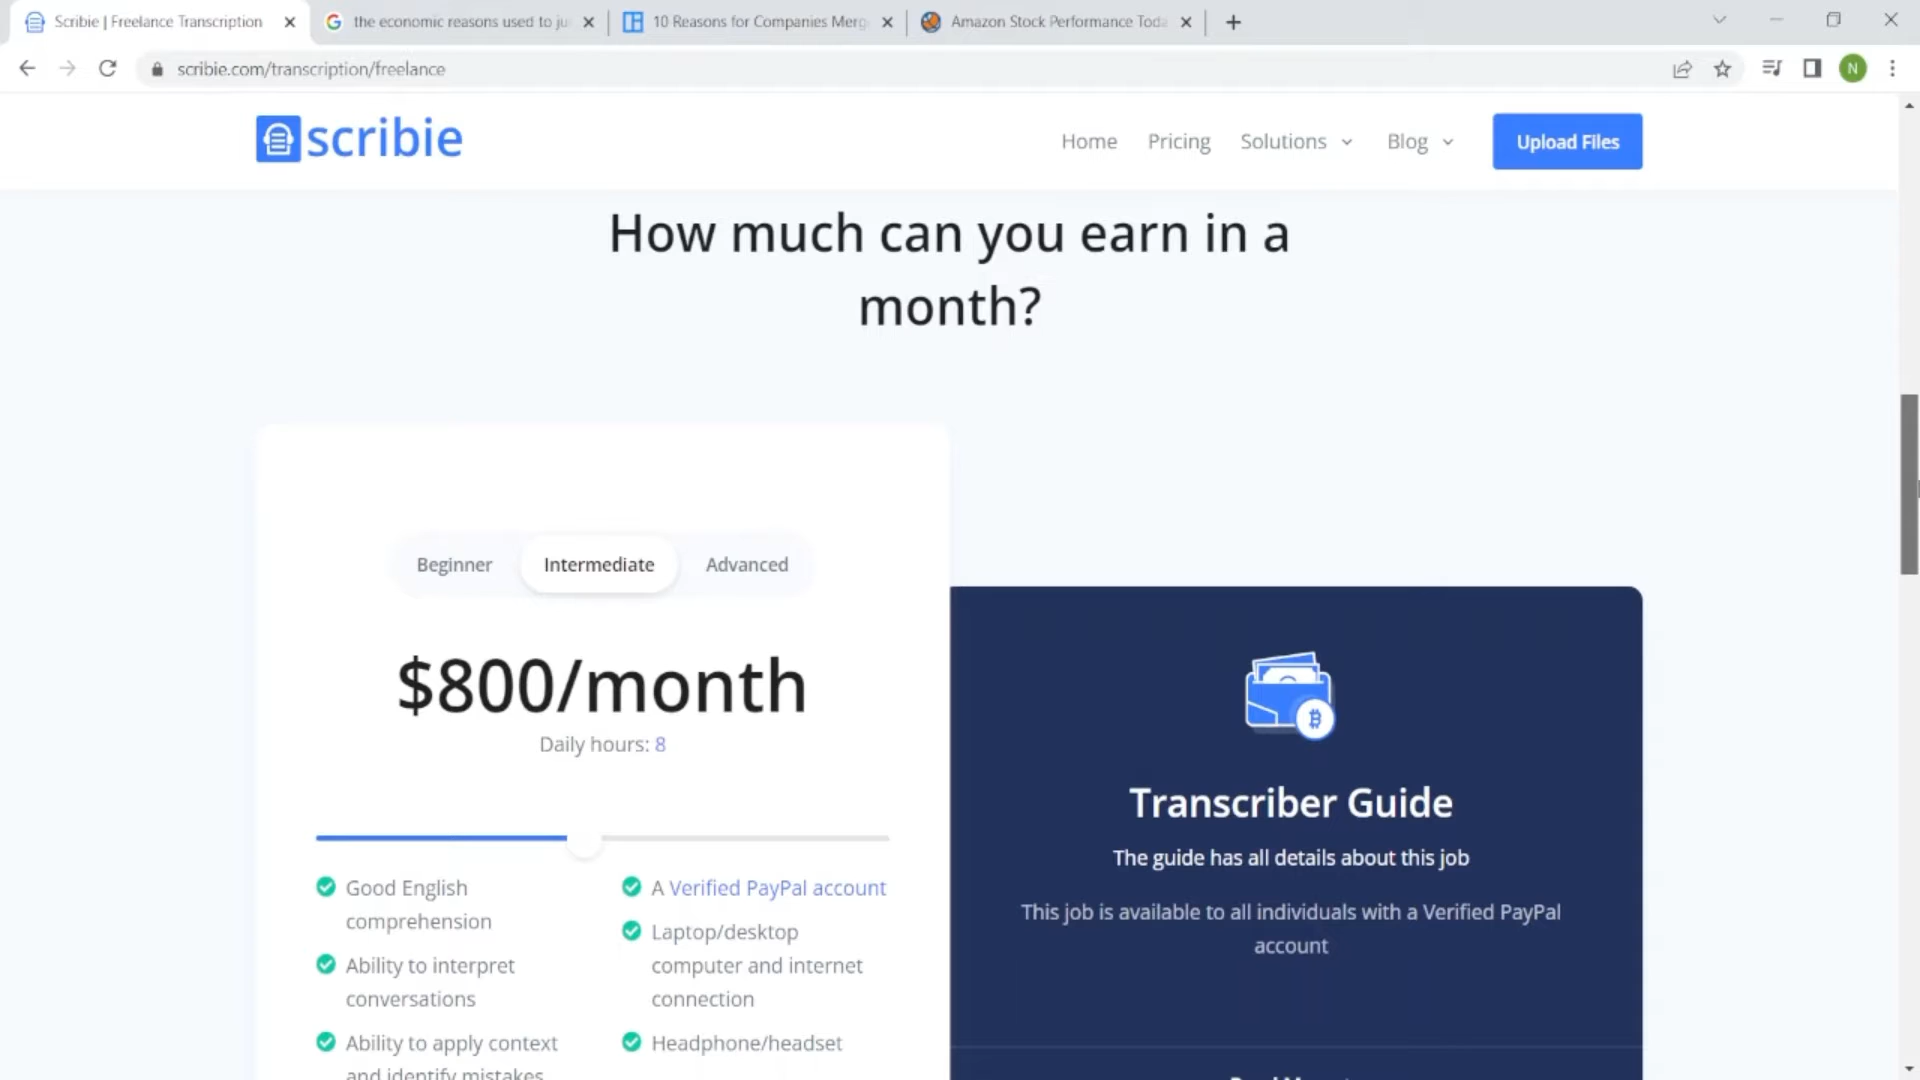 Scribie | Freelance Transcription
the economic reasons used to ju
10 Reasons for Companies Merg
Amazon Stock Performance Toda
scribie.com/transcription/freelance
N
scribie
Home
Pricing
Solutions
Blog
Upload Files
How much can you earn in a
month?
Beginner
Intermediate
Advanced
$800/month
Daily hours: 8
Good English
comprehension
Ability to interpret
conversations
Ability to apply context
and identify mistakes
A Verified PayPal account
Laptop/desktop
computer and internet
connection
Headphone/headset
Transcriber Guide
The guide has all details about this job
This job is available to all individuals with a Verified PayPal
account